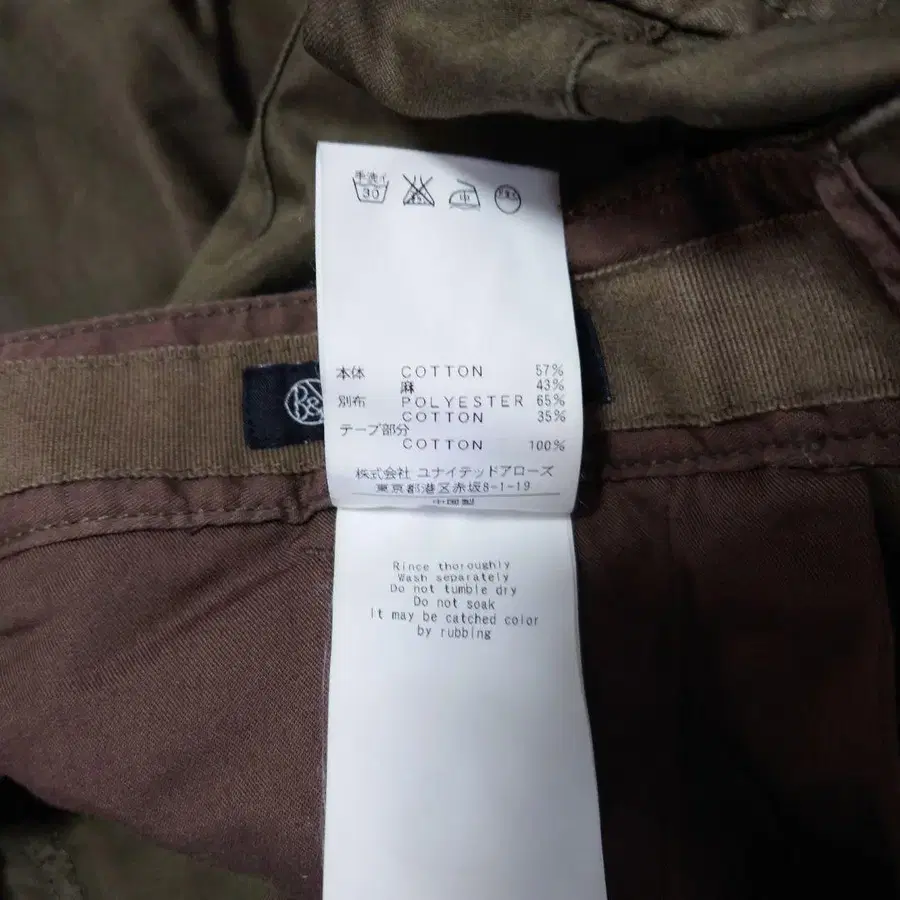 手洗イ
30
中
本体 COTTON 57%
麻 43%
別布 POLYESTER 65%
COTTON 35%
テープ部分
COTTON 100%
株式会社 ユナイテッドアローズ
東京都港区赤坂8-1-19
中国製
Rince thoroughly
Wash separately
Do not tumble dry
Do not soak
It may be catched color
by rubbing